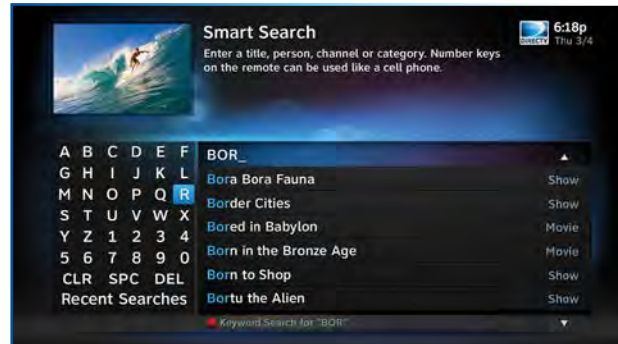 Smart Search
Enter a title, person, channel or category. Number keys
on the remote can be used like a cell phone.
DIRECTV
6:18p
Thu 3/4
A B C D E F
G H I J K L
M N O P Q R
S T U V W X
Y Z 1 2 3 4
5 6 7 8 9 0
CLR SPC DEL
Recent Searches
BOR_
Bora Bora Fauna Show
Border Cities Show
Bored in Babylon Movie
Born in the Bronze Age Movie
Born to Shop Show
Bortu the Alien Show
Keyword Search for "BOR"